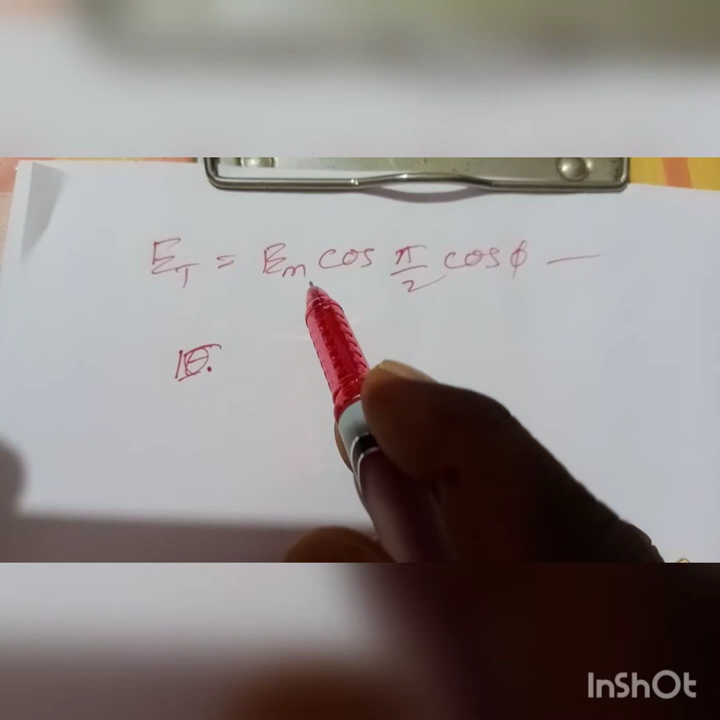 E_T = E_m cos π/2 cos ϕ —
InShOt